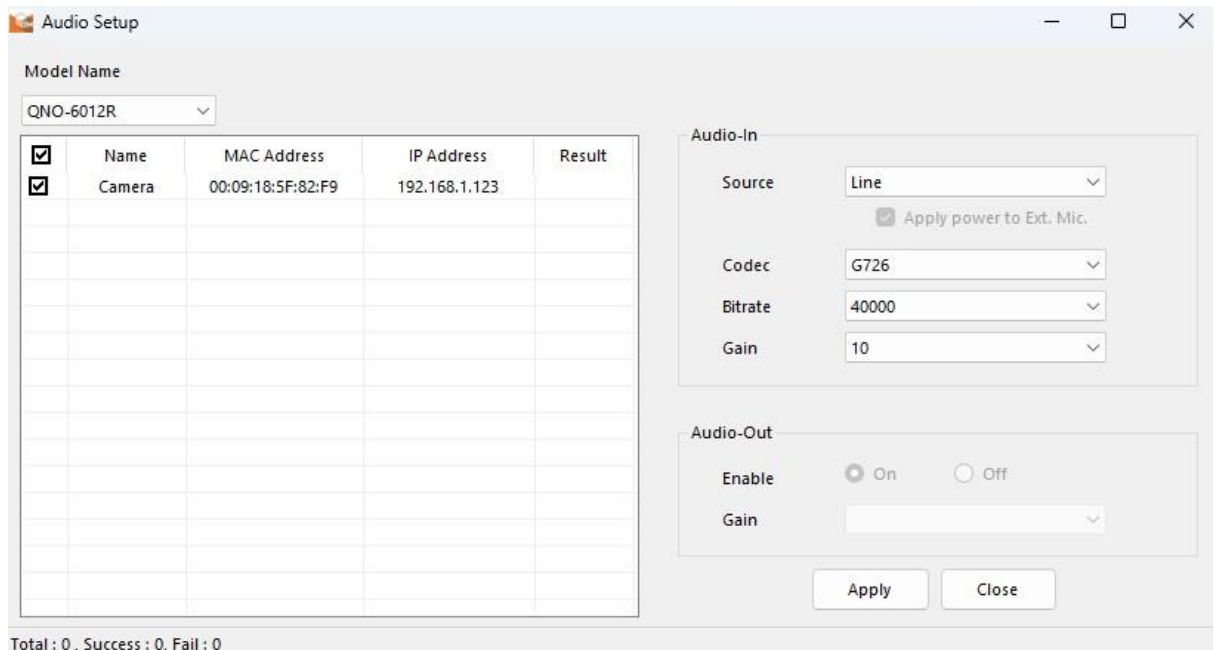 Audio Setup
Model Name
QNO-6012R
Name MAC Address IP Address Result
Camera 00:09:18:5F:82:F9 192.168.1.123
Audio-In
Source Line
Apply power to Ext. Mic.
Codec G726
Bitrate 40000
Gain 10
Audio-Out
Enable On Off
Gain
Apply Close
Total : 0 , Success : 0, Fail : 0